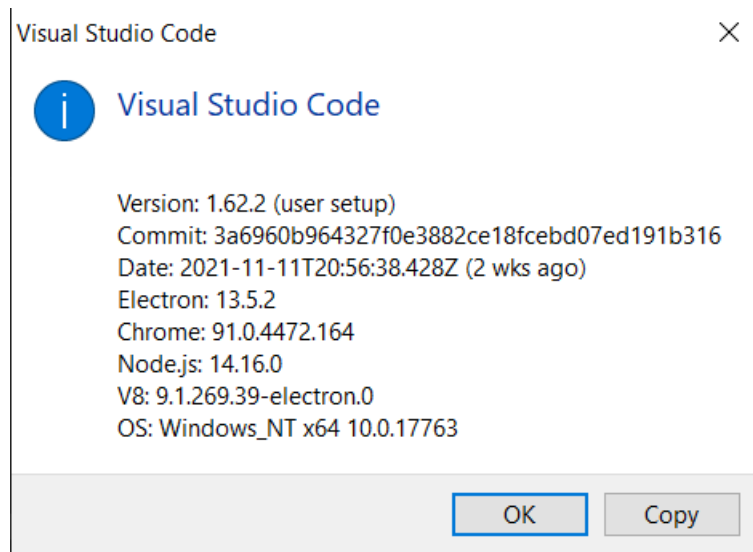 Visual Studio Code
Visual Studio Code
Version: 1.62.2 (user setup)
Commit: 3a6960b964327f0e3882ce18fcebd07ed191b316
Date: 2021-11-11T20:56:38.428Z (2 wks ago)
Electron: 13.5.2
Chrome: 91.0.4472.164
Node.js: 14.16.0
V8: 9.1.269.39-electron.0
OS: Windows_NT x64 10.0.17763
OK Copy